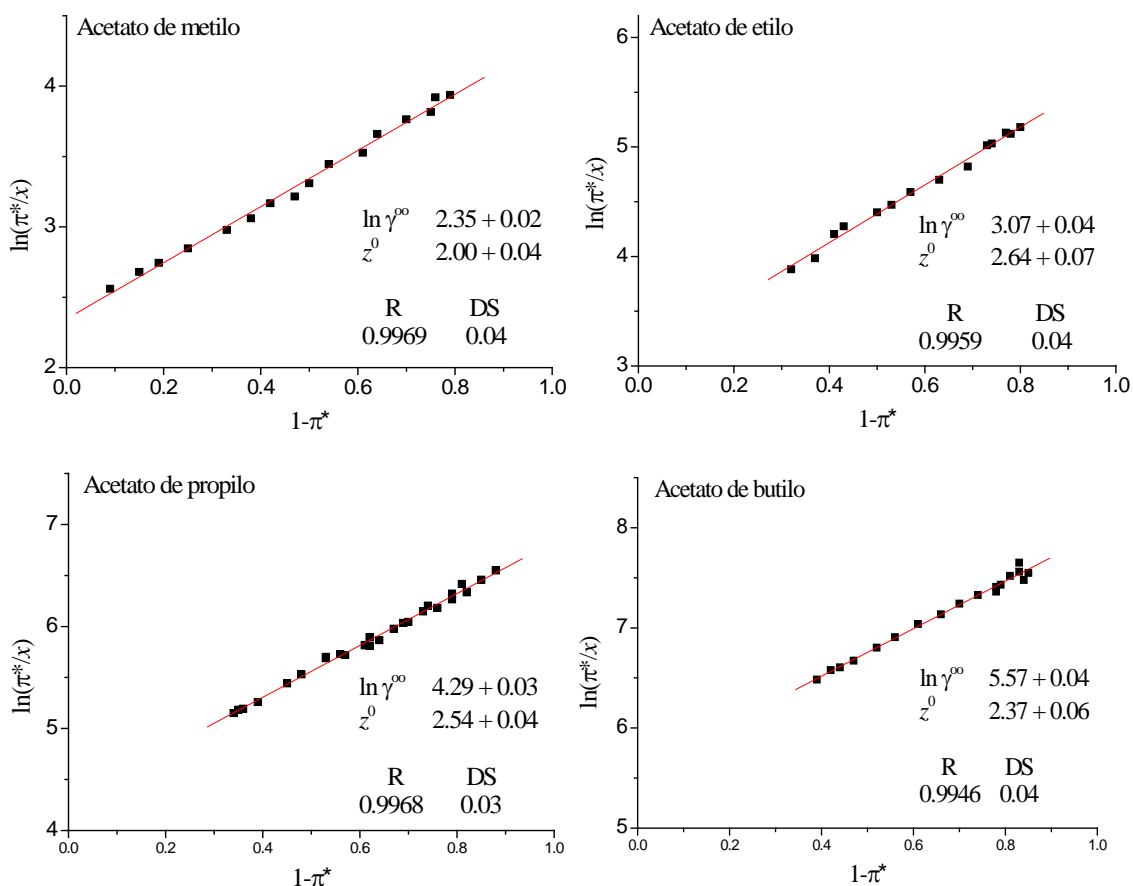 Acetato de metilo
4
3
2
ln(π*/x)
ln γ∞ 2.35 + 0.02
z⁰ 2.00 + 0.04
R DS
0.9969 0.04
0.0 0.2 0.4 0.6 0.8 1.0
1-π*
Acetato de etilo
6
5
4
3
ln(π*/x)
ln γ∞ 3.07 + 0.04
z⁰ 2.64 + 0.07
R DS
0.9959 0.04
0.0 0.2 0.4 0.6 0.8 1.0
1-π*
Acetato de propilo
7
6
5
4
ln(π*/x)
ln γ∞ 4.29 + 0.03
z⁰ 2.54 + 0.04
R DS
0.9968 0.03
0.0 0.2 0.4 0.6 0.8 1.0
1-π*
Acetato de butilo
8
7
6
5
ln(π*/x)
ln γ∞ 5.57 + 0.04
z⁰ 2.37 + 0.06
R DS
0.9946 0.04
0.0 0.2 0.4 0.6 0.8 1.0
1-π*